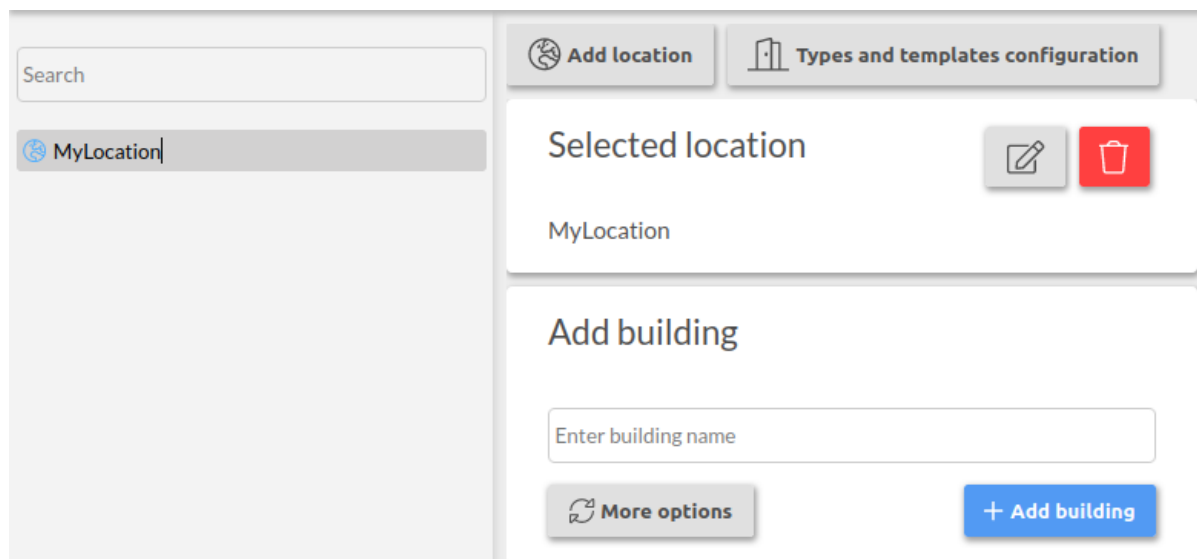 Search
MyLocation
Add location
Types and templates configuration
Selected location
MyLocation
Add building
Enter building name
More options
+ Add building